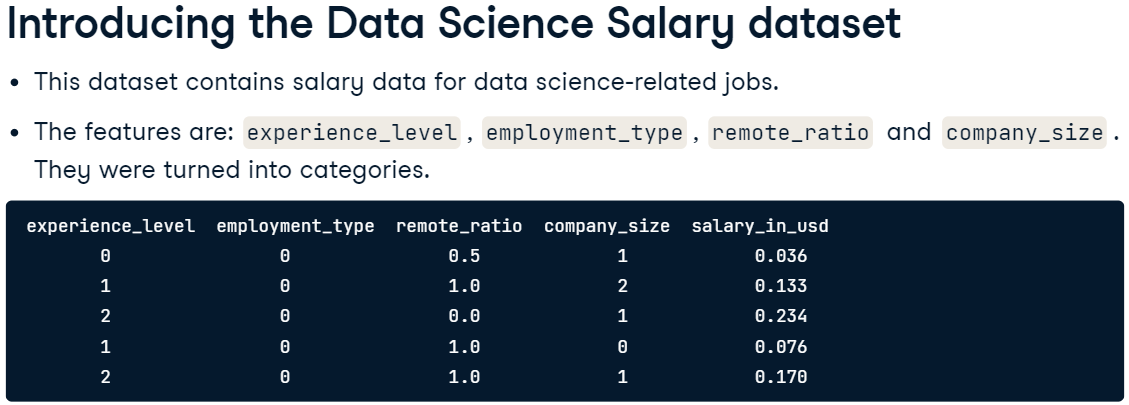 Introducing the Data Science Salary dataset
• This dataset contains salary data for data science-related jobs.
• The features are: experience_level , employment_type , remote_ratio and company_size .
They were turned into categories.
experience_level employment_type remote_ratio company_size salary_in_usd
0 0 0.5 1 0.036
1 0 1.0 2 0.133
2 0 0.0 1 0.234
1 0 1.0 0 0.076
2 0 1.0 1 0.170